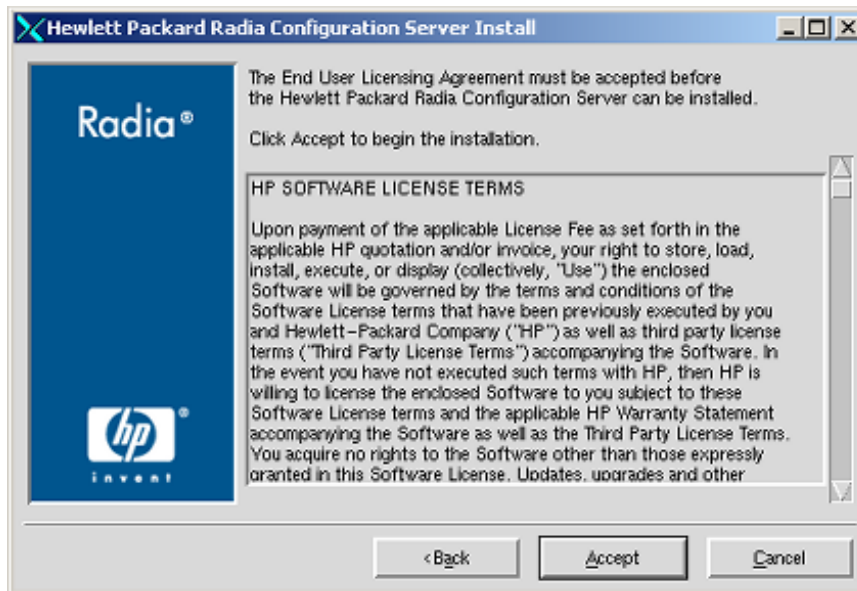 Hewlett Packard Radia Configuration Server Install
Radia®
The End User Licensing Agreement must be accepted before
the Hewlett Packard Radia Configuration Server can be installed.
Click Accept to begin the installation.
HP SOFTWARE LICENSE TERMS
Upon payment of the applicable License Fee as set forth in the
applicable HP quotation and/or invoice, your right to store, load,
install, execute, or display (collectively, "Use") the enclosed
Software will be governed by the terms and conditions of the
Software License terms that have been previously executed by you
and Hewlett-Packard Company ("HP") as well as third party license
terms ("Third Party License Terms") accompanying the Software. In
the event you have not executed such terms with HP, then HP is
willing to license the enclosed Software to you subject to these
Software License terms and the applicable HP Warranty Statement
accompanying the Software as well as the Third Party License Terms.
You acquire no rights to the Software other than those expressly
granted in this Software License. Updates, upgrades and other
hp®
invent
<Back
Accept
Cancel